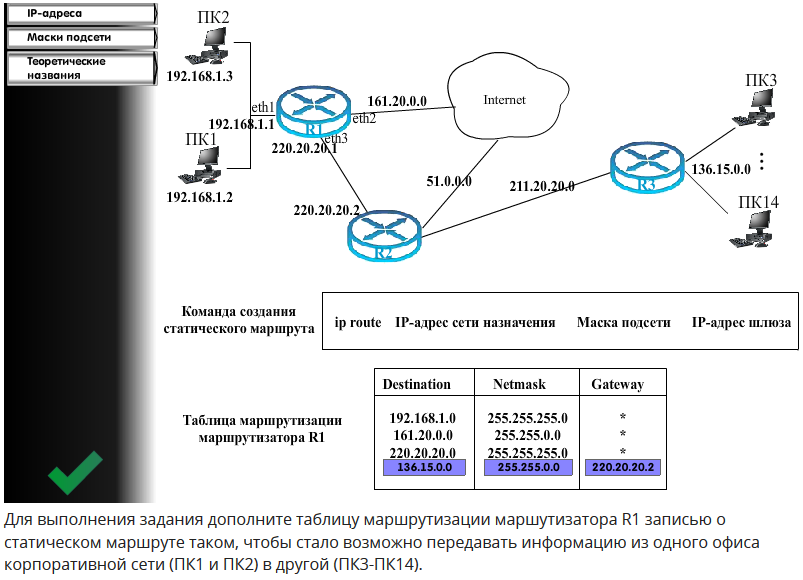 IP-адреса
Маски подсети
Теоретические
названия
ПК2
192.168.1.3
eth1
192.168.1.1
ПК1
192.168.1.2
R1
eth2
eth3
220.20.20.1
161.20.0.0
Internet
220.20.20.2
R2
51.0.0.0
211.20.20.0
R3
136.15.0.0
ПК3
ПК14
Команда создания
статического маршрута
ip route IP-адрес сети назначения Маска подсети IP-адрес шлюза
Таблица маршрутизации
маршрутизатора R1
Destination Netmask Gateway
192.168.1.0 255.255.255.0 *
161.20.0.0 255.255.0.0 *
220.20.20.0 255.255.255.0 *
136.15.0.0 255.255.0.0 220.20.20.2
Для выполнения задания дополните таблицу маршрутизации маршутизатора R1 записью о
статическом маршруте таком, чтобы стало возможно передавать информацию из одного офиса
корпоративной сети (ПК1 и ПК2) в другой (ПК3-ПК14).